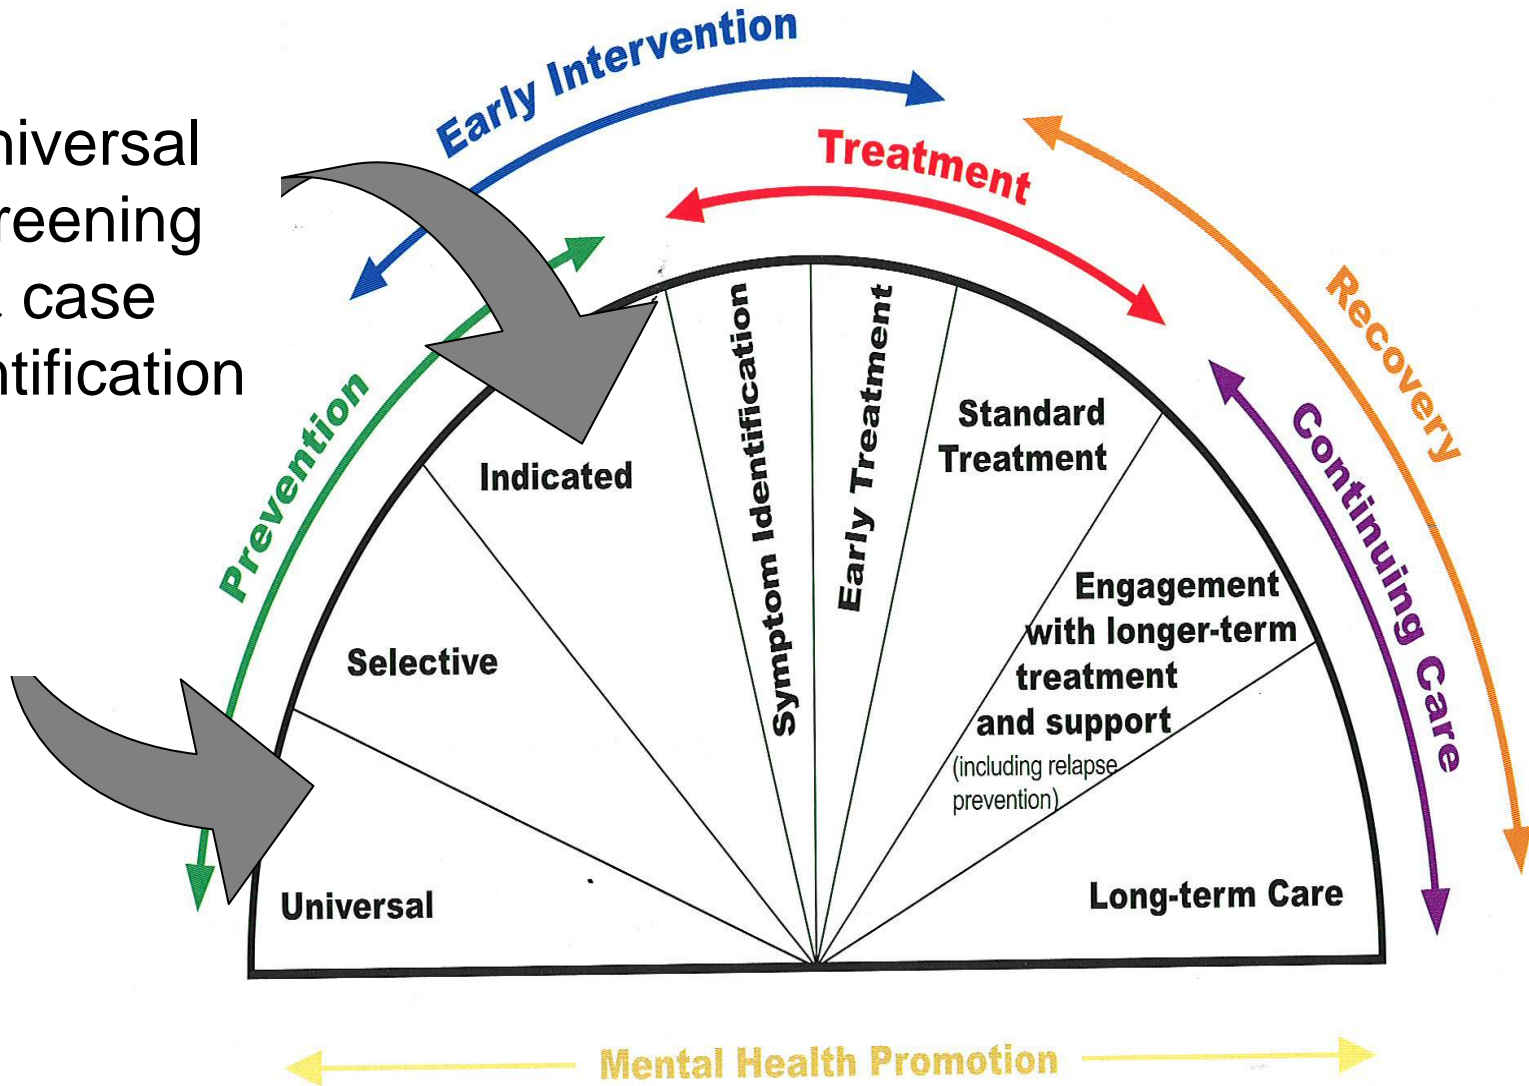 niversal
reening
case
ntification
Early Intervention
Treatment
Prevention
Recovery
Continuing Care
Indicated
Symptom Identification
Early Treatment
Standard
Treatment
Selective
Engagement
with longer-term
treatment
and support
(including relapse
prevention)
Universal
Long-term Care
Mental Health Promotion